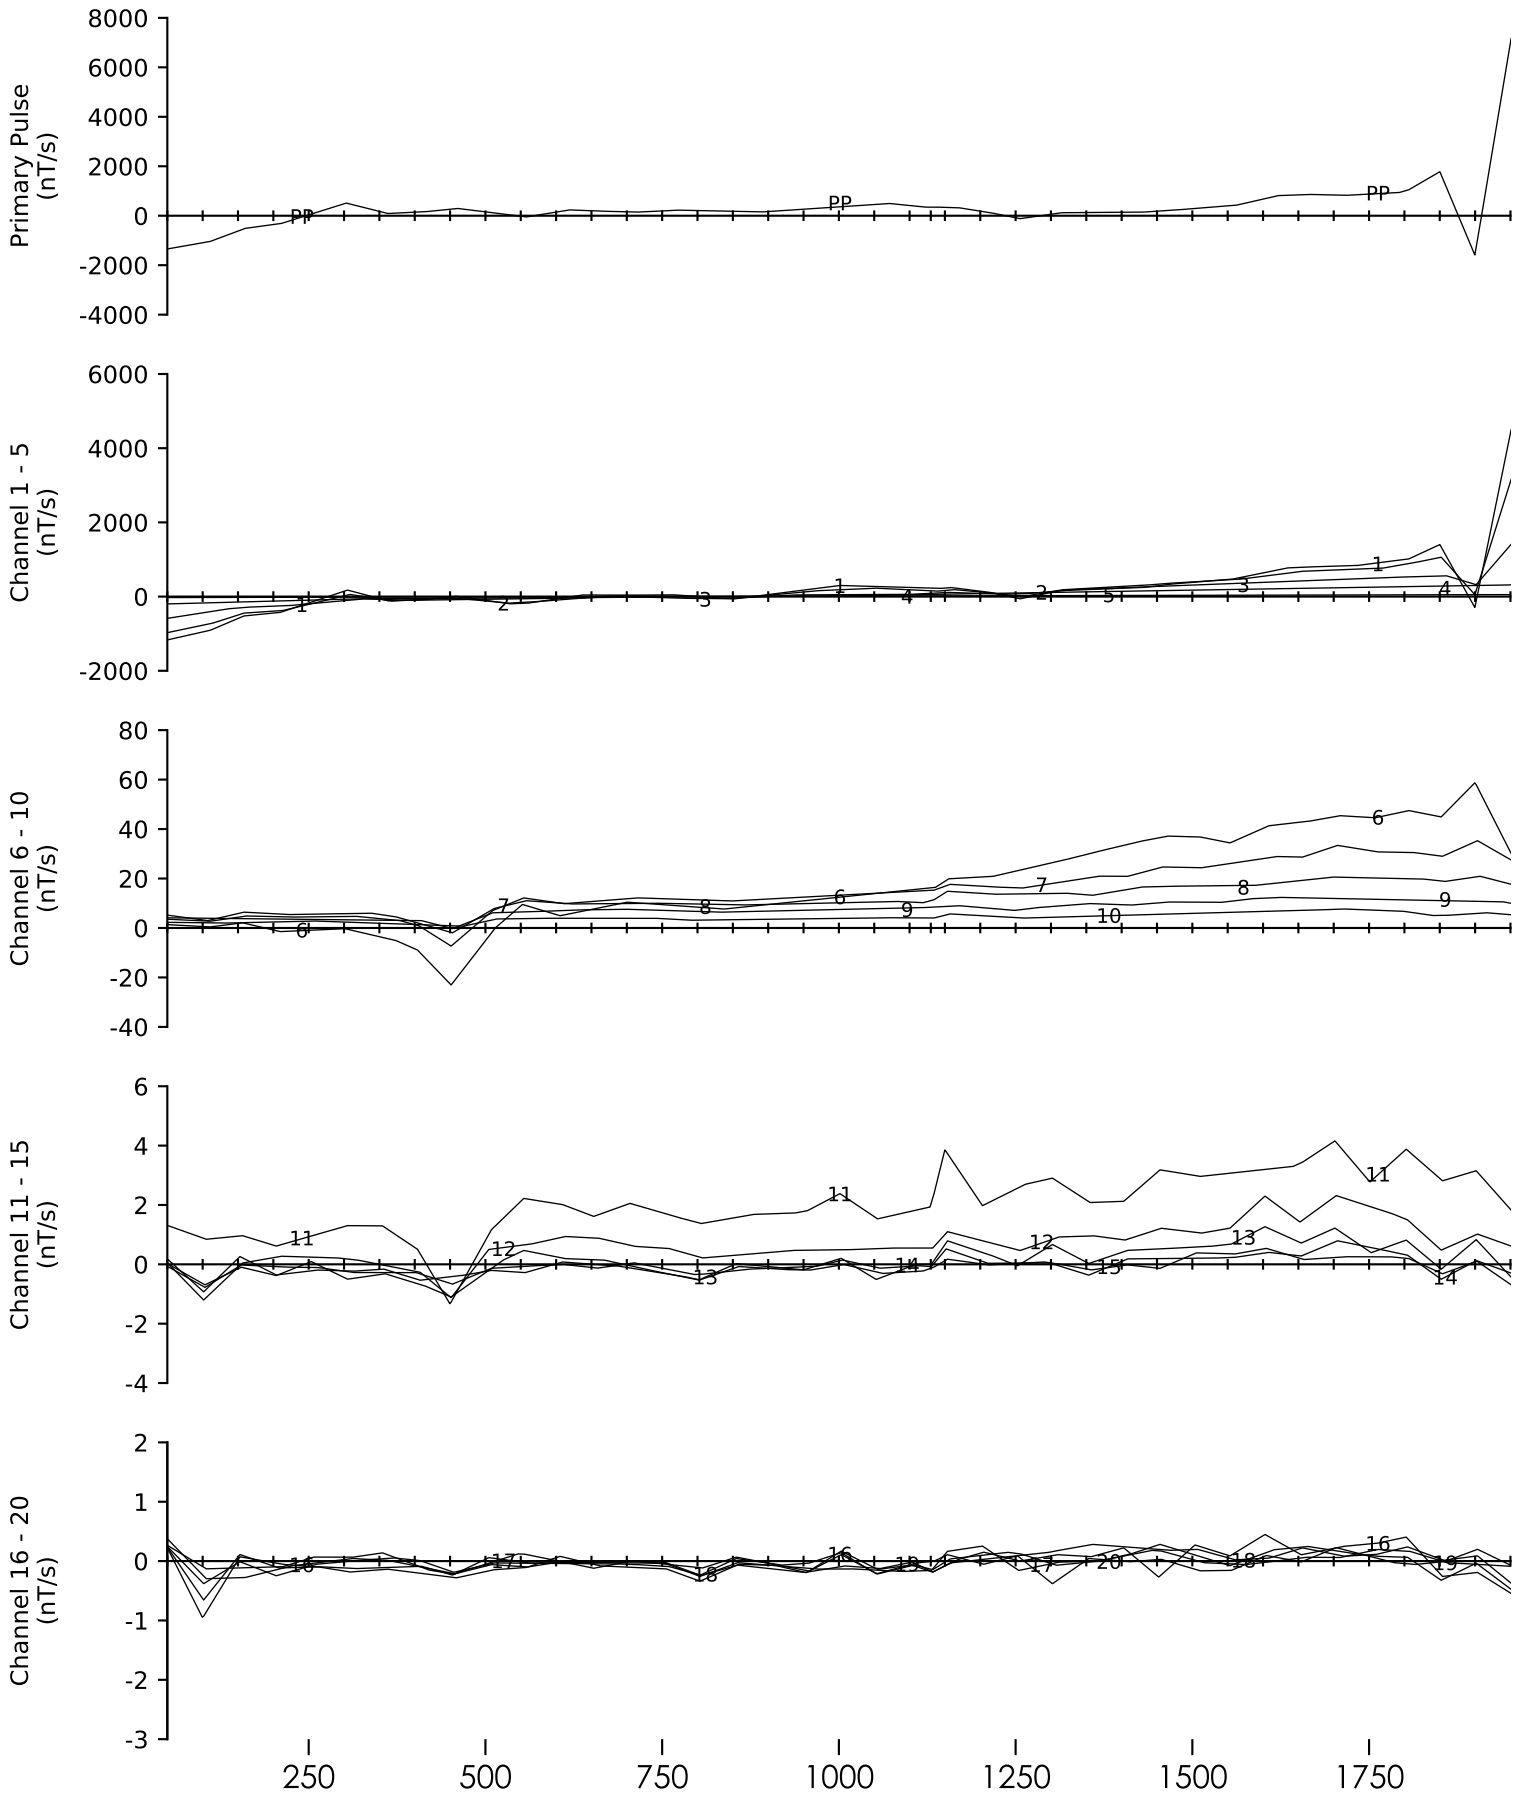 8000
6000
4000
2000
0
-2000
-4000
Primary Pulse
(nT/s)
PP PP PP
6000
4000
2000
0
-2000
Channel 1 - 5
(nT/s)
1 2 3 1 4 2 5 3 1 4
80
60
40
20
0
-20
-40
Channel 6 - 10
(nT/s)
6 7 8 6 9 7 10 8 6 9
6
4
2
0
-2
-4
Channel 11 - 15
(nT/s)
11 12 13 11 14 12 15 13 11 14
2
1
0
-1
-2
-3
Channel 16 - 20
(nT/s)
16 17 18 16 19 17 20 18 16 19
250 500 750 1000 1250 1500 1750